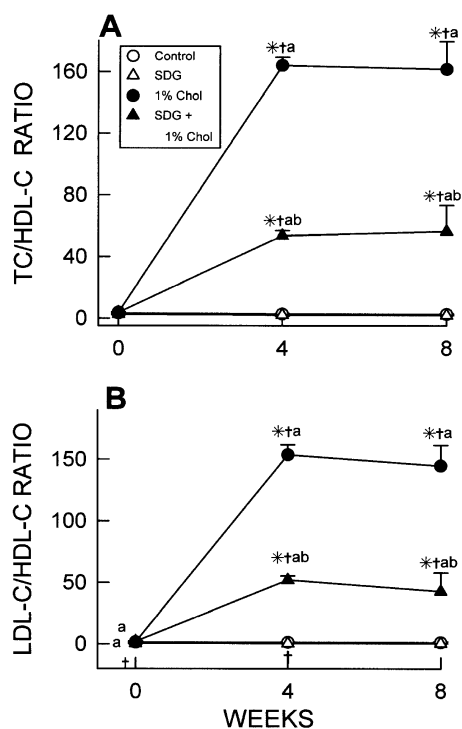 A
TC/HDL-C RATIO
160
120
80
40
0
Control
SDG
1% Chol
SDG +
1% Chol
✳†a
✳†a
✳†ab
✳†ab
0 4 8
B
LDL-C/HDL-C RATIO
150
100
50
0
✳†a
✳†a
✳†ab
✳†ab
a
a
†
†
0 4 8
WEEKS